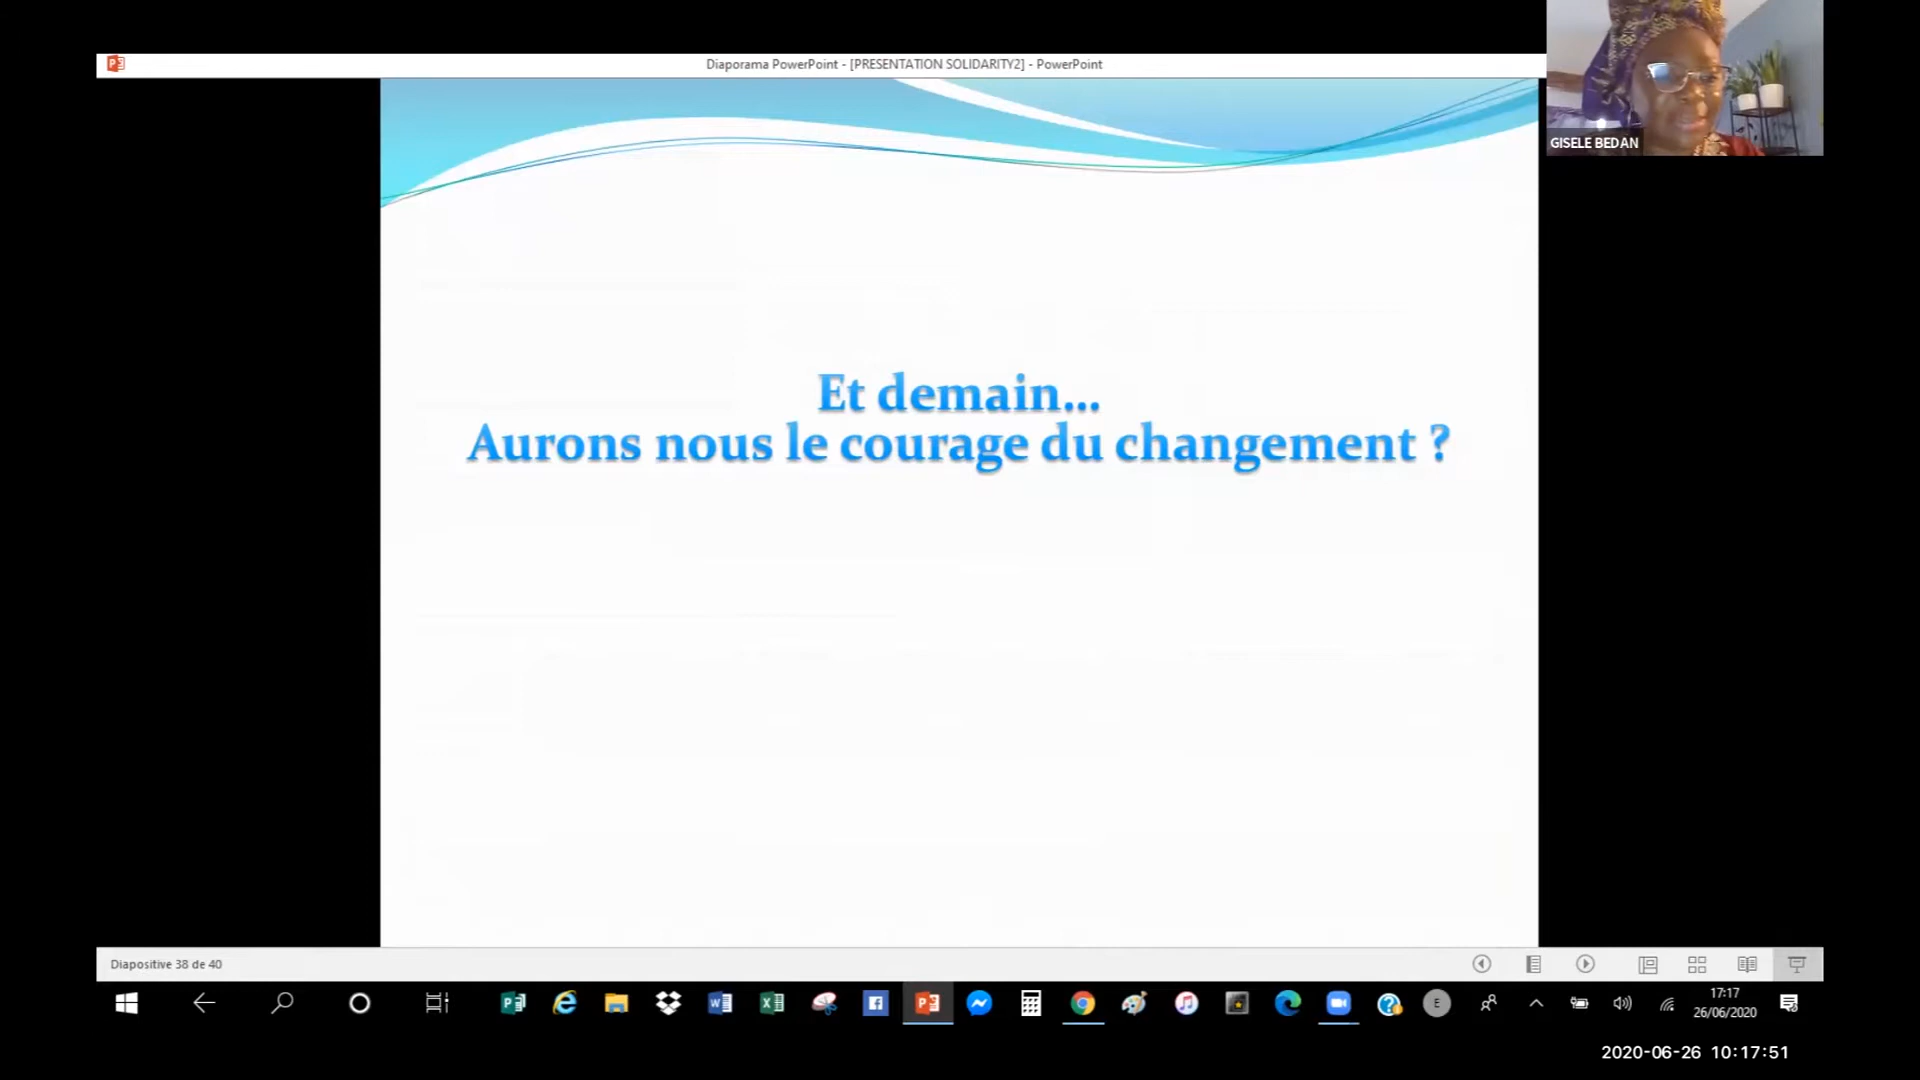 Diaporama PowerPoint - [PRESENTATION SOLIDARITY2] - PowerPoint
GISELE BEDAN
Et demain...
Aurons nous le courage du changement ?
Diapositive 38 de 40
17:17
26/06/2020
2020-06-26 10:17:51